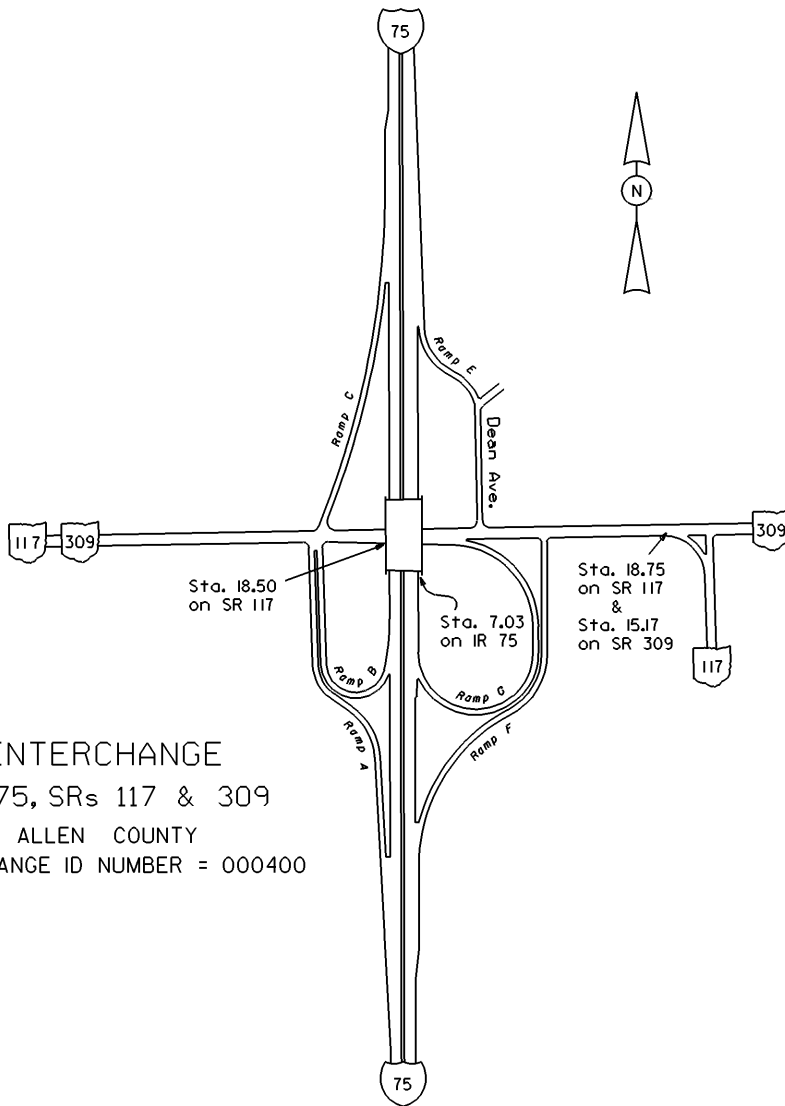 75
N
Ramp E
Ramp C
Dean Ave.
117
309
309
Sta. 18.50
on SR 117
Sta. 7.03
on IR 75
Sta. 18.75
on SR 117
&
Sta. 15.17
on SR 309
117
Ramp B
Ramp G
Ramp A
Ramp F
ENTERCHANGE
75, SRs 117 & 309
ALLEN COUNTY
ANGE ID NUMBER = 000400
75